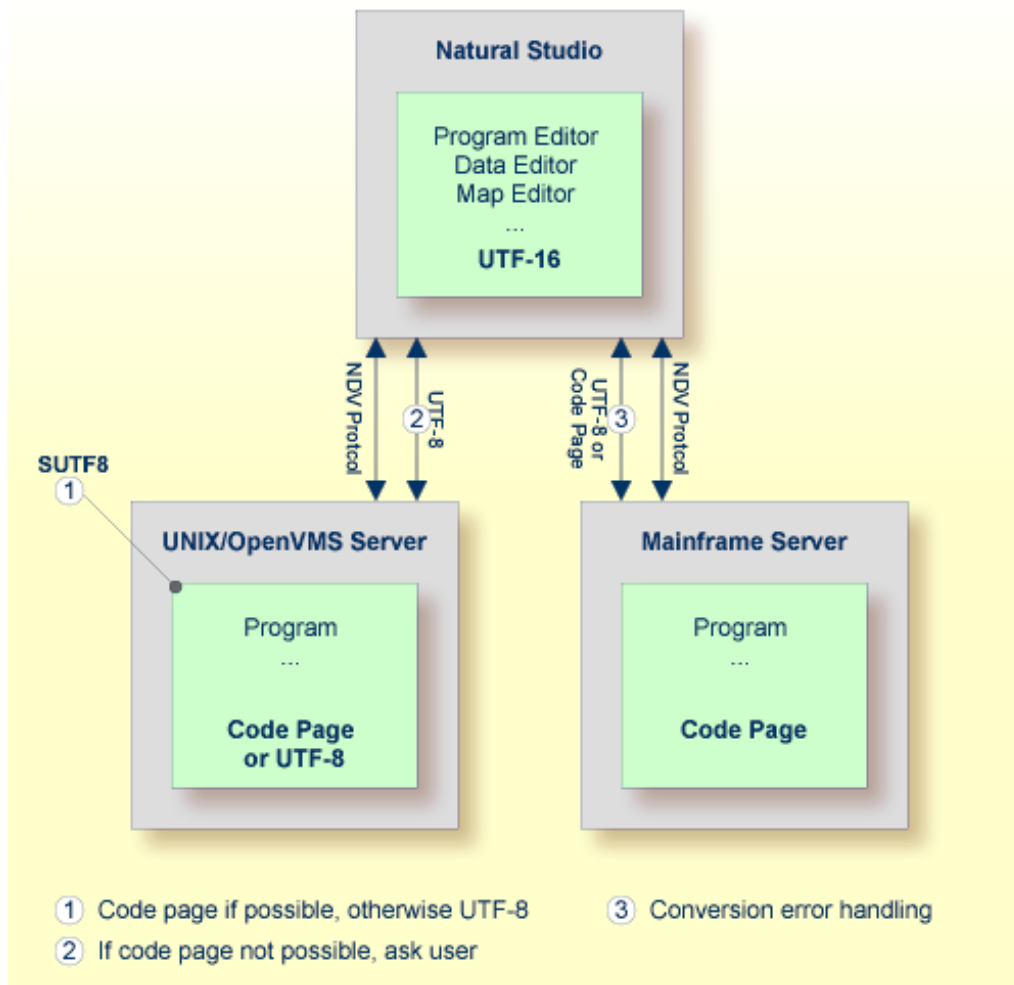 Natural Studio
Program Editor
Data Editor
Map Editor
...
UTF-16
NDV Protcol
2
UTF-8
UTF-8 or
Code Page
3
NDV Protcol
SUTF8
1
UNIX/OpenVMS Server
Program
...
Code Page
or UTF-8
Mainframe Server
Program
...
Code Page
1 Code page if possible, otherwise UTF-8
2 If code page not possible, ask user
3 Conversion error handling